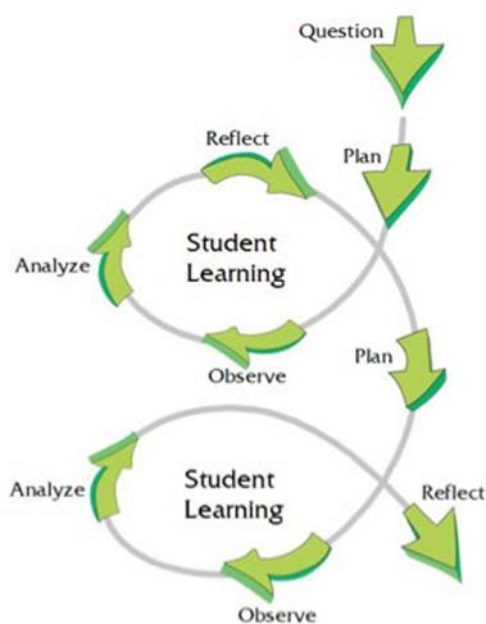 Question
Plan
Reflect
Student
Learning
Analyze
Observe
Plan
Analyze
Student
Learning
Reflect
Observe